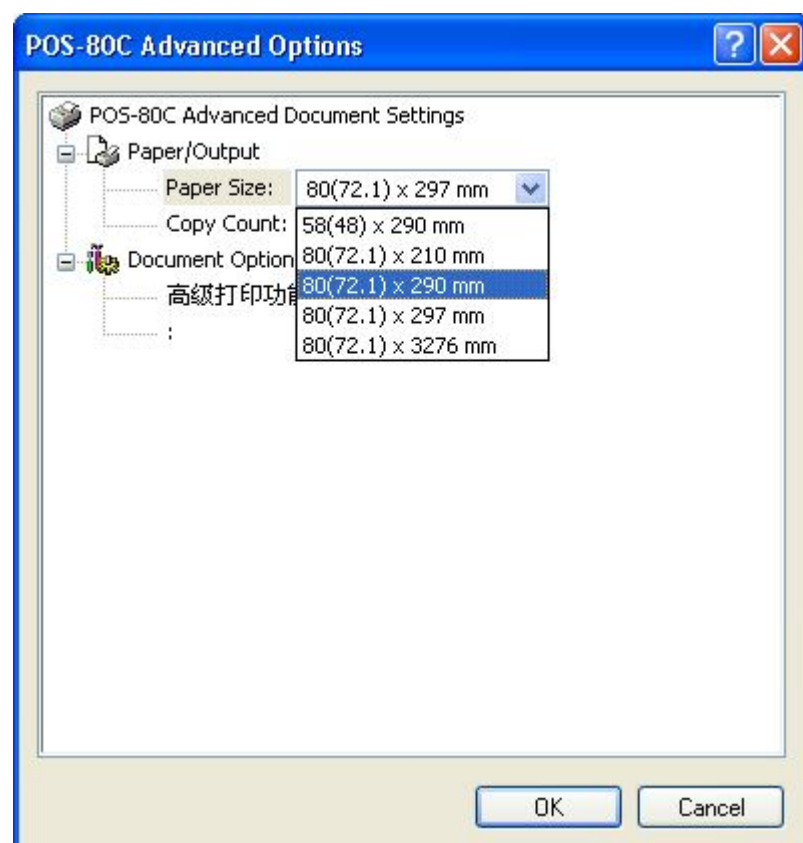 POS-80C Advanced Options
POS-80C Advanced Document Settings
Paper/Output
Paper Size: 80(72.1) x 297 mm
Copy Count:
58(48) x 290 mm
80(72.1) x 210 mm
Document Option
80(72.1) x 290 mm
高级打印功
80(72.1) x 297 mm
:
80(72.1) x 3276 mm
OK
Cancel